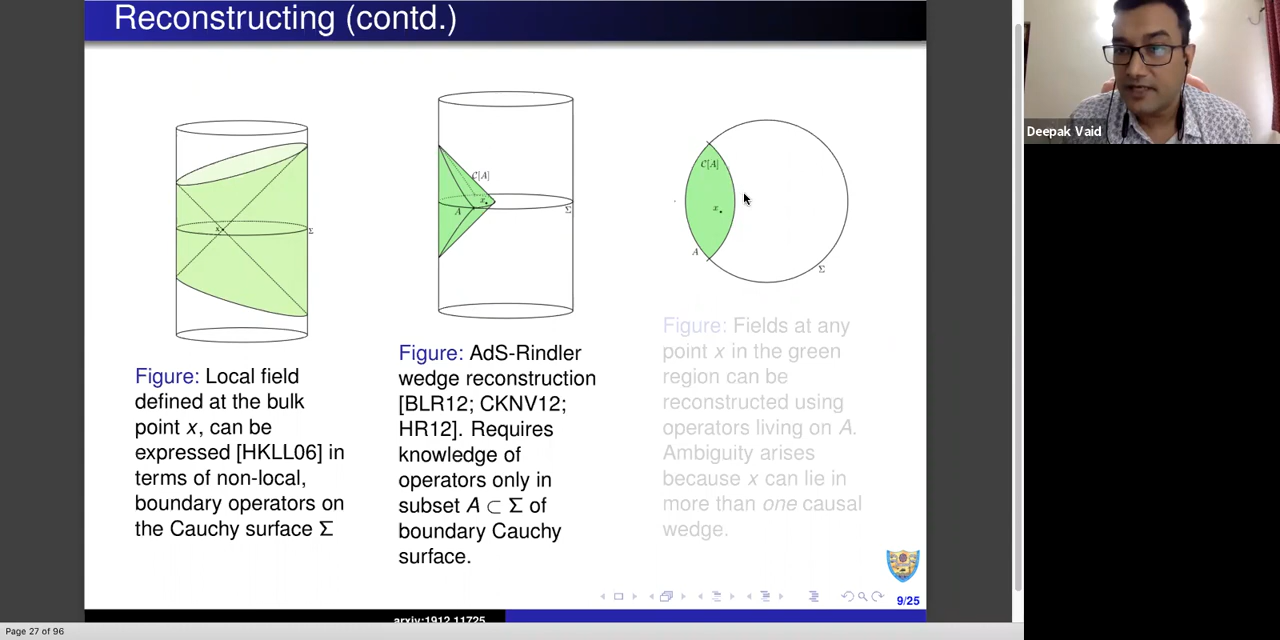 Reconstructing (contd.)
Deepak Vaid
x
Σ
C[A]
x
A
Σ
C[A]
x
A
Σ
Figure: Local field
defined at the bulk
point x, can be
expressed [HKLL06] in
terms of non-local,
boundary operators on
the Cauchy surface Σ
Figure: AdS-Rindler
wedge reconstruction
[BLR12; CKNV12;
HR12]. Requires
knowledge of
operators only in
subset A ⊂ Σ of
boundary Cauchy
surface.
Figure: Fields at any
point x in the green
region can be
reconstructed using
operators living on A.
Ambiguity arises
because x can lie in
more than one causal
wedge.
9/25
arxiv:1912.11725
Page 27 of 96